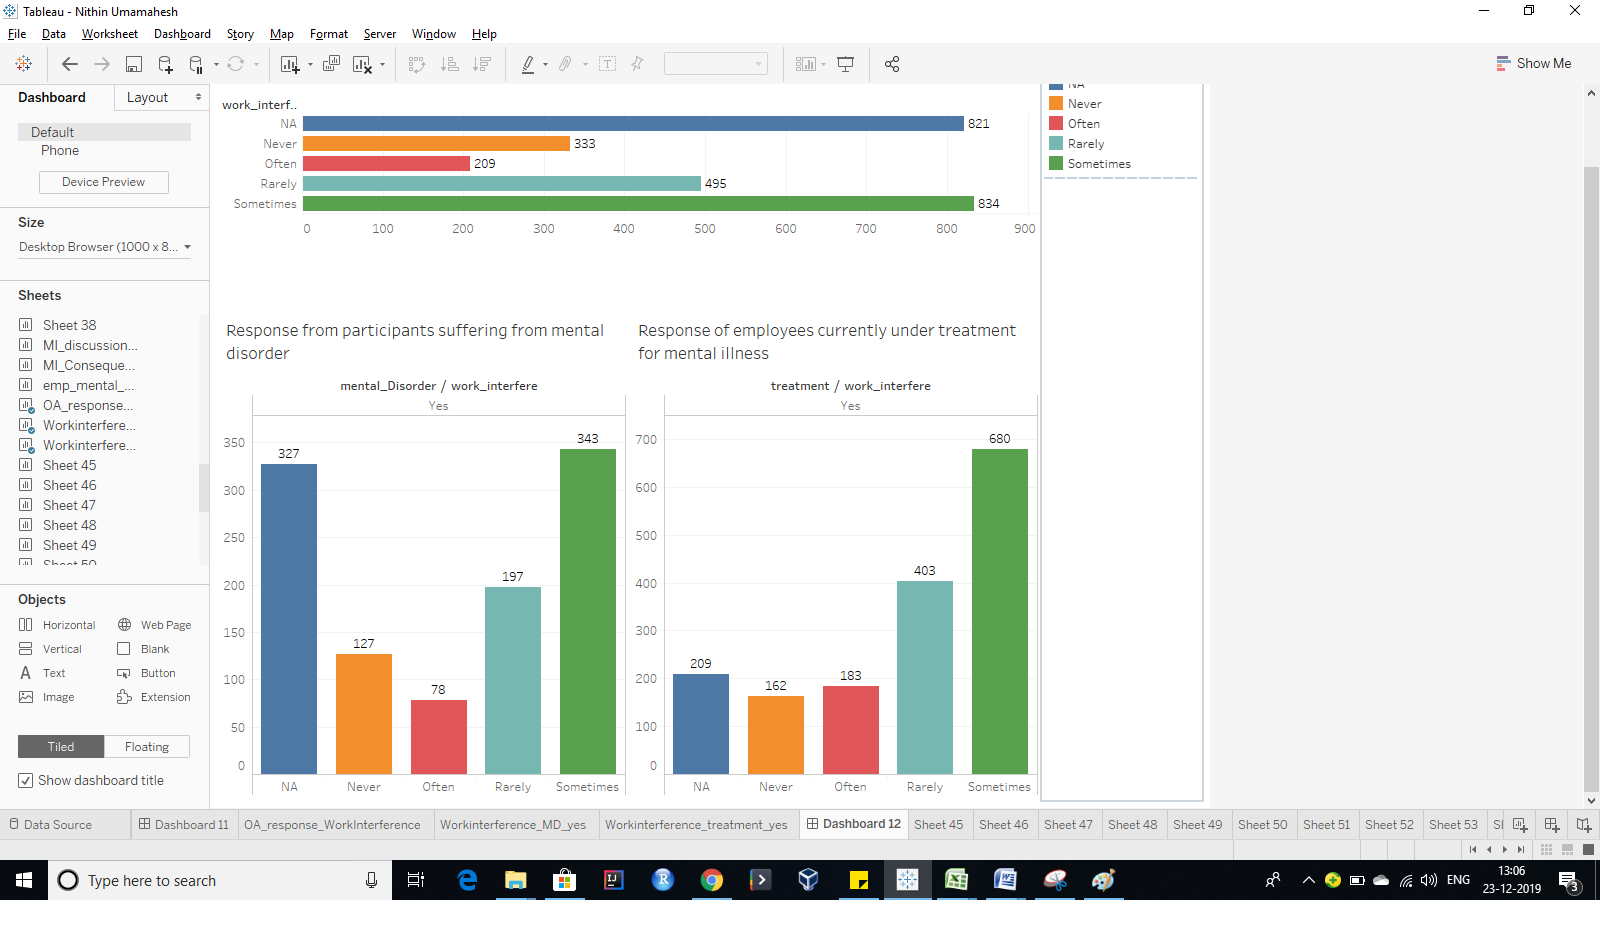 Tableau - Nithin Umamahesh
File Data Worksheet Dashboard Story Map Format Server Window Help
Show Me
Dashboard Layout
Default
Phone
Device Preview
Size
Desktop Browser (1000 x 8...
Sheets
Sheet 38
MI_discussion...
MI_Conseque...
emp_mental_...
OA_response...
Workinterfere...
Workinterfere...
Sheet 45
Sheet 46
Sheet 47
Sheet 48
Sheet 49
Sheet 50
Objects
Horizontal Web Page
Vertical Blank
Text Button
Image Extension
Tiled Floating
Show dashboard title
work_interf..
NA 821
Never 333
Often 209
Rarely 495
Sometimes 834
0 100 200 300 400 500 600 700 800 900
NA
Never
Often
Rarely
Sometimes
Response from participants suffering from mental
disorder
mental_Disorder / work_interfere
Yes
350
300
250
200
150
100
50
0
327
127
78
197
343
NA Never Often Rarely Sometimes
Response of employees currently under treatment
for mental illness
treatment / work_interfere
Yes
700
600
500
400
300
200
100
0
209
162
183
403
680
NA Never Often Rarely Sometimes
Data Source Dashboard 11 OA_response_WorkInterference Workinterference_MD_yes Workinterference_treatment_yes Dashboard 12 Sheet 45 Sheet 46 Sheet 47 Sheet 48 Sheet 49 Sheet 50 Sheet 51 Sheet 52 Sheet 53
Type here to search
ENG
13:06
23-12-2019
3